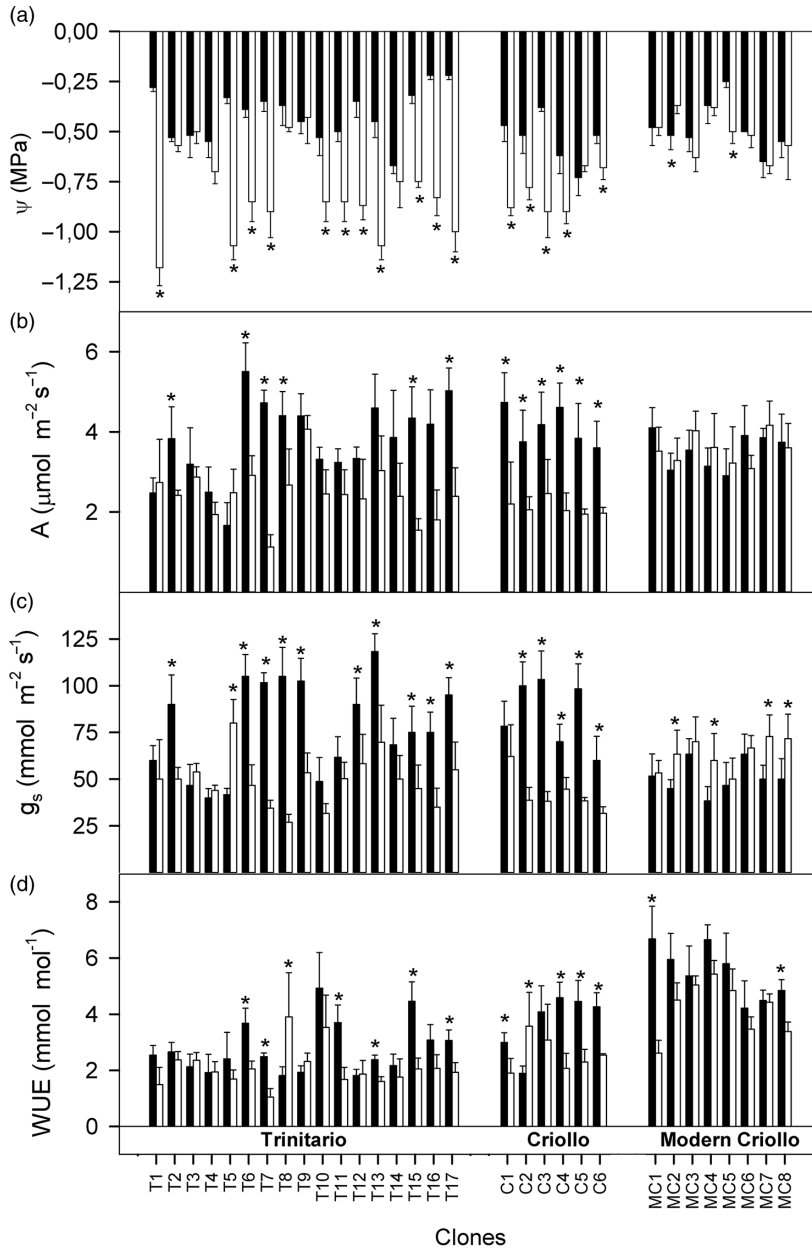 (a)
0,00
−0,25
−0,50
−0,75
−1,00
−1,25
ψ (MPa)
* * * * * * * * * * * * * * * * * *
(b)
6
4
2
A (μmol m⁻² s⁻¹)
* * * * * * * * * * * *
(c)
125
100
75
50
25
gₛ (mmol m⁻² s⁻¹)
* * * * * * * * * * * * * * * * * * * *
(d)
8
6
4
2
0
WUE (mmol mol⁻¹)
* * * * * * * * * * * * * *
Trinitario Criollo Modern Criollo
T1 T2 T3 T4 T5 T6 T7 T8 T9 T10 T11 T12 T13 T14 T15 T16 T17 C1 C2 C3 C4 C5 C6 MC1 MC2 MC3 MC4 MC5 MC6 MC7 MC8
Clones